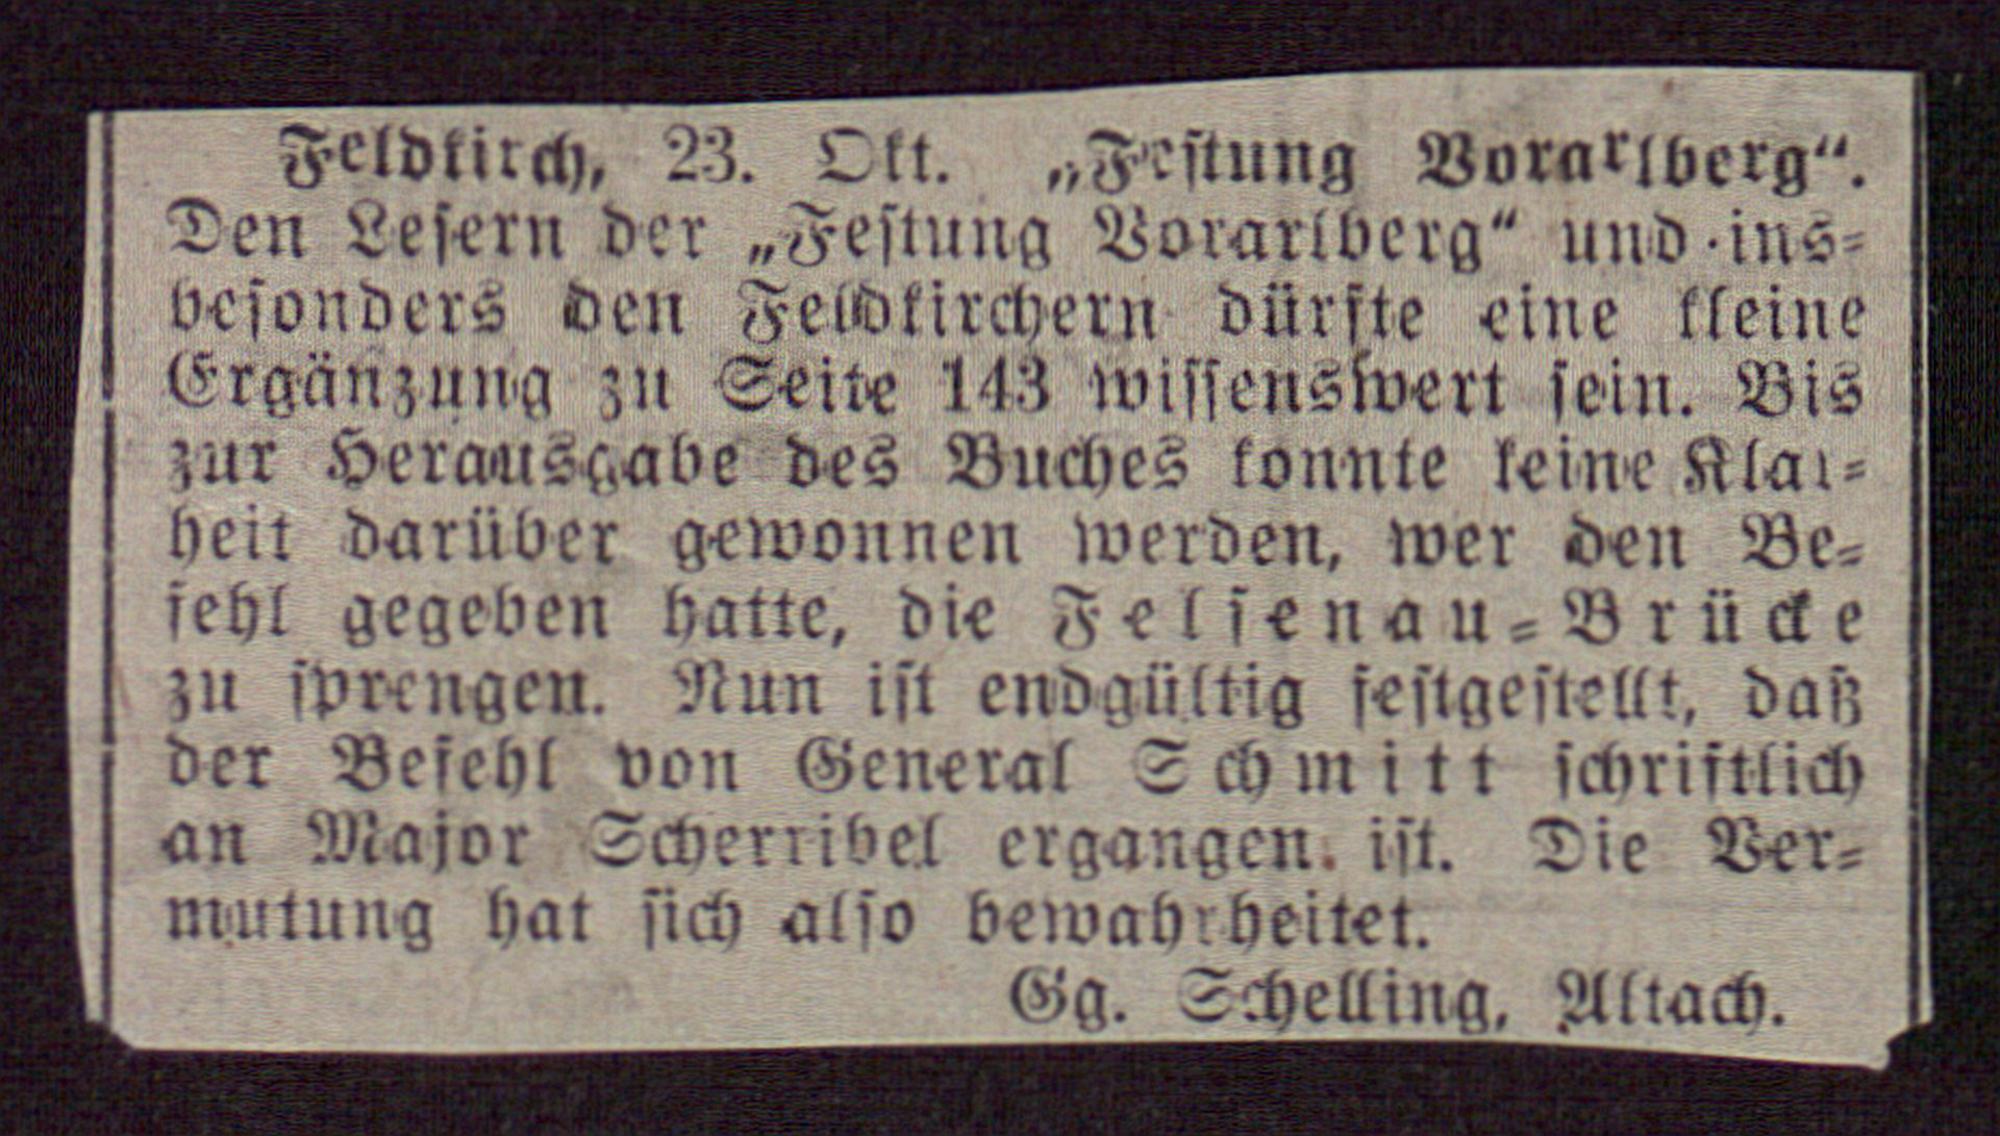 Feldkirch, 23. Okt. „Festung Vorarlberg“.
Den Lesern der „Festung Vorarlberg“ und ins-
besonders den Feldkirchern dürfte eine kleine
Ergänzung zu Seite 143 wissenswert sein. Bis
zur Herausgabe des Buches konnte keine Klar-
heit darüber gewonnen werden, wer den Be-
fehl gegeben hatte, die Felsenau-Brücke
zu sprengen. Nun ist endgültig festgestellt, daß
der Befehl von General Schmitt schriftlich
an Major Scherribel ergangen ist. Die Ver-
mutung hat sich also bewahrheitet.
Gg. Schelling, Altach.